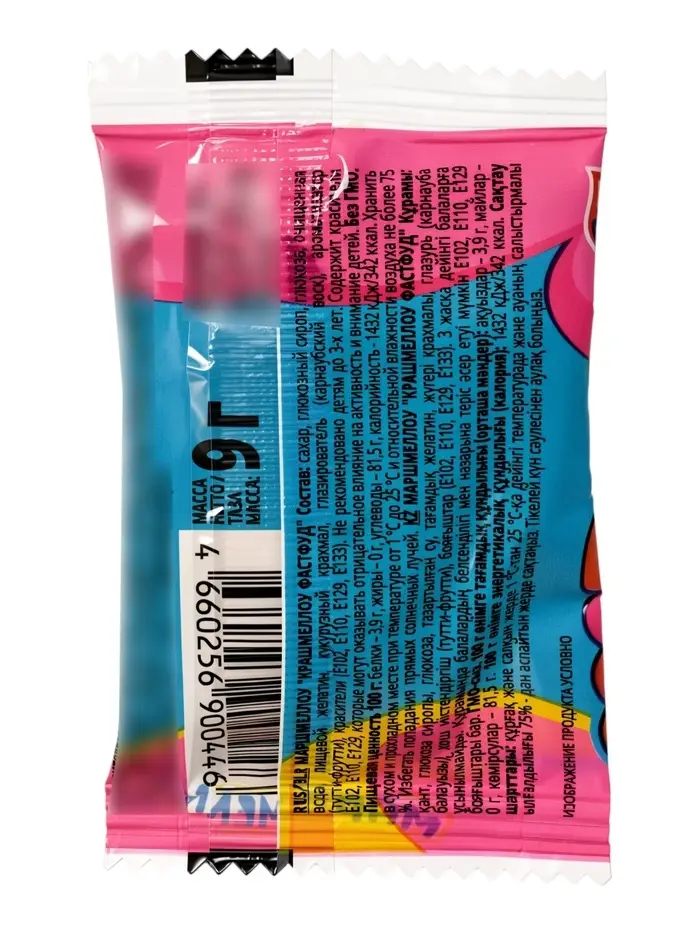 МАССА
НЕТТО/
ТАЗА
МАССА:
9 г
4 660256 900446
RUS/BLR МАРШМЕЛЛОУ "КРАШМЕЛЛОУ ФАСТФУД" Состав: сахар, глюкозный сироп, глюкоза, очищенная
вода, желатин пищевой, кукурузный крахмал, глазирователь (карнаубский воск), ароматизатор
(тутти-фрутти), красители (E102, E110, E129, E133). Не рекомендовано детям до 3-х лет. Содержит красители
E102, E110, E129, которые могут оказывать отрицательное влияние на активность и внимание детей. Без ГМО.
Пищевая ценность 100 г: белки – 3,9 г, жиры – 0 г, углеводы – 81,5 г, калорийность - 1432 кДж/342 ккал. Хранить
в сухом и прохладном месте при температуре от 1°C до 25 °C и относительной влажности воздуха не более 75
%. Избегать попадания прямых солнечных лучей. KZ МАРШМЕЛЛОУ "КРАШМЕЛЛОУ ФАСТФУД" Құрамы:
қант, глюкоза сиропы, глюкоза, тазартылған су, тағамдық желатин, жүгері крахмалы, глазурь (карнауба
балауызы), хош иістендіргіш (тутти-фрутти), бояғыштар (E102, E110, E129, E133). 3 жасқа дейінгі балаларға
ұсынылмайды. Құрамында балалардың белсенділігі мен назарына теріс әсер етуі мүмкін E102, E110, E129
бояғыштары бар. ГМО-сыз. 100 г өнімге тағамдық құндылығы (орташа мәндер): ақуыздар – 3,9 г, майлар –
0 г, көмірсулар – 81,5 г. 100 г өнімге энергетикалық құндылығы (калория): 1432 кДж/342 ккал. Сақтау
шарттары: құрғақ және салқын жерде 1 °C-тан 25 °C-қа дейінгі температурада және ауаның салыстырмалы
ылғалдылығы 75% - дан аспайтын жерде сақтаңыз. Тікелей күн сәулесінен аулақ болыңыз.
ИЗОБРАЖЕНИЕ ПРОДУКТА УСЛОВНО